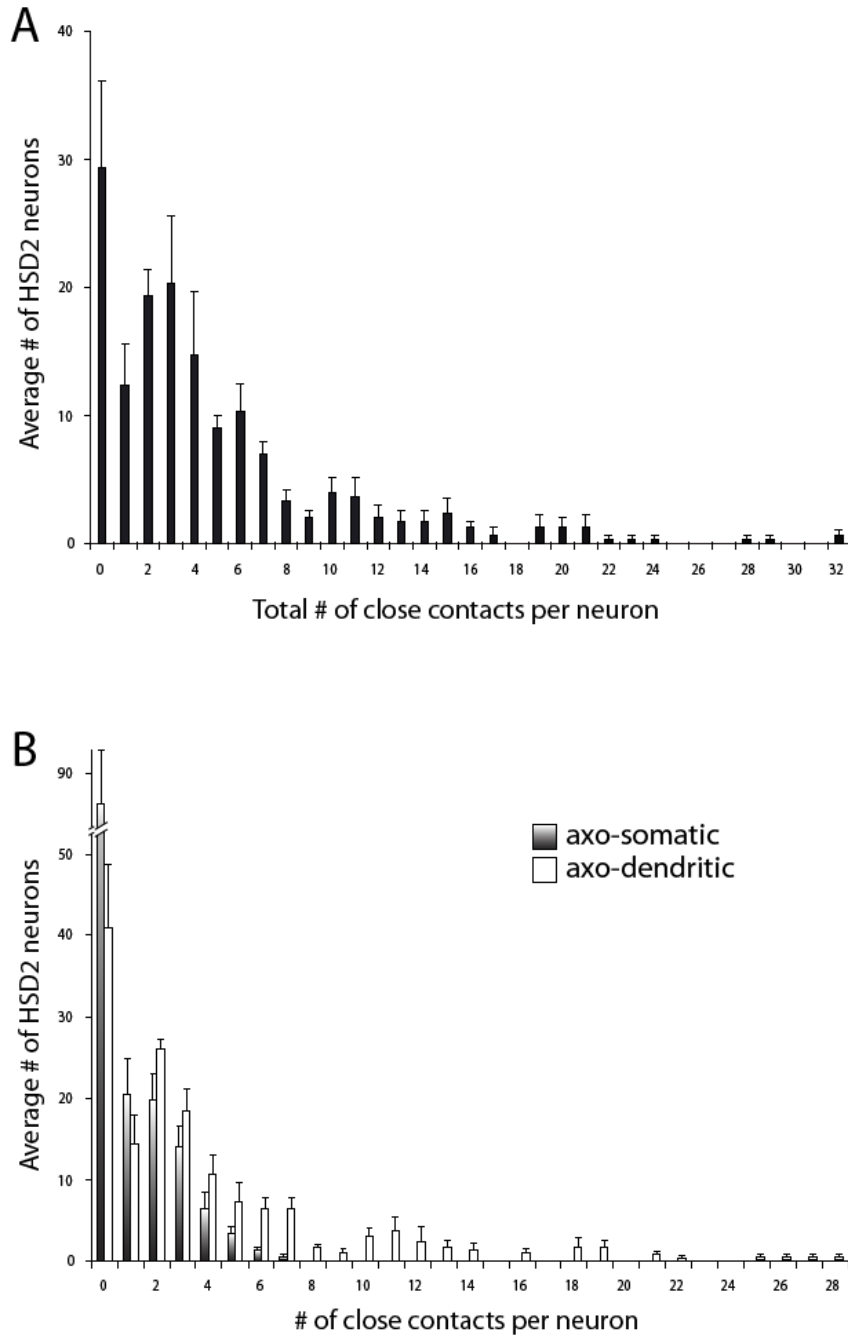 A
40
30
20
10
0
Average # of HSD2 neurons
0 2 4 6 8 10 12 14 16 18 20 22 24 26 28 30 32
Total # of close contacts per neuron
B
90
50
40
30
20
10
0
Average # of HSD2 neurons
axo-somatic
axo-dendritic
0 2 4 6 8 10 12 14 16 18 20 22 24 26 28
# of close contacts per neuron